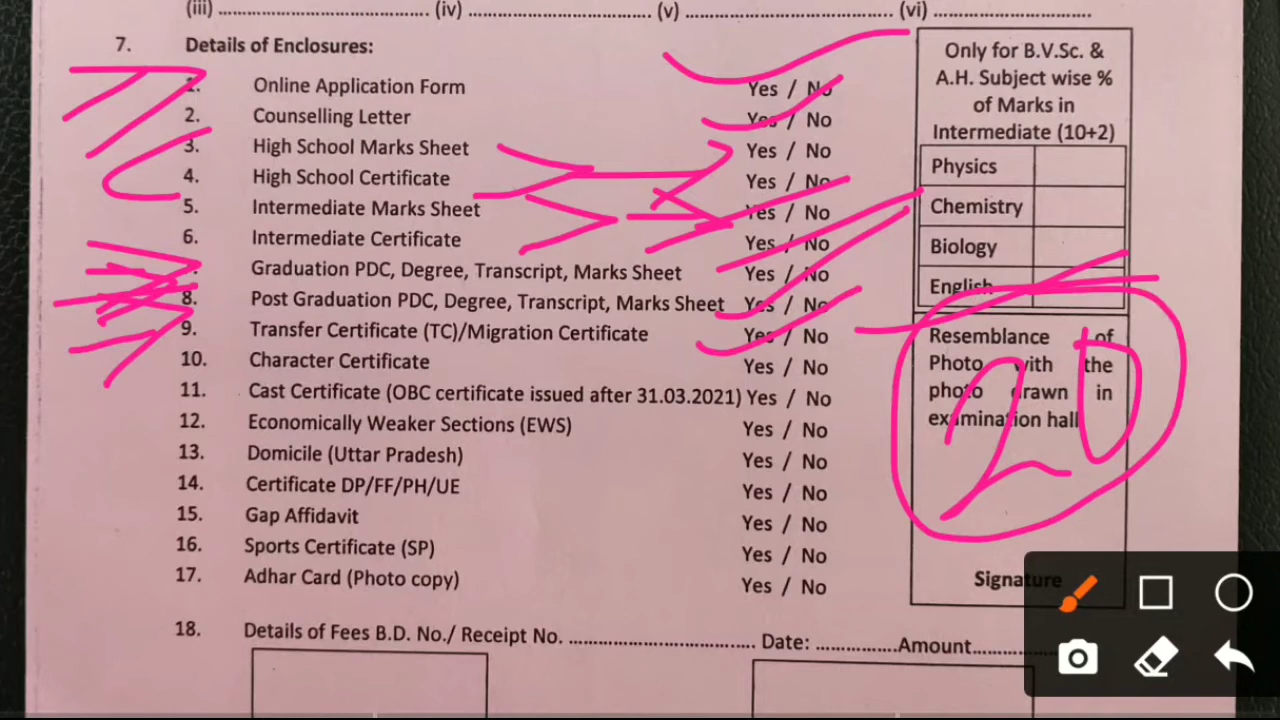 (iii) ........................................ (iv) .................................. (v) ....................................... (vi) ..............................
7. Details of Enclosures:
1. Online Application Form Yes / No
2. Counselling Letter Yes / No
3. High School Marks Sheet Yes / No
4. High School Certificate Yes / No
5. Intermediate Marks Sheet Yes / No
6. Intermediate Certificate Yes / No
Graduation PDC, Degree, Transcript, Marks Sheet Yes / No
8. Post Graduation PDC, Degree, Transcript, Marks Sheet Yes / No
9. Transfer Certificate (TC)/Migration Certificate Yes / No
10. Character Certificate Yes / No
11. Cast Certificate (OBC certificate issued after 31.03.2021) Yes / No
12. Economically Weaker Sections (EWS) Yes / No
13. Domicile (Uttar Pradesh) Yes / No
14. Certificate DP/FF/PH/UE Yes / No
15. Gap Affidavit Yes / No
16. Sports Certificate (SP) Yes / No
17. Adhar Card (Photo copy) Yes / No
18. Details of Fees B.D. No./ Receipt No. .................................. Date: ...............Amount...............
Only for B.V.Sc. &
A.H. Subject wise %
of Marks in
Intermediate (10+2)
Physics
Chemistry
Biology
English
Resemblance of
Photo with the
photo drawn in
examination hall
20
Signature